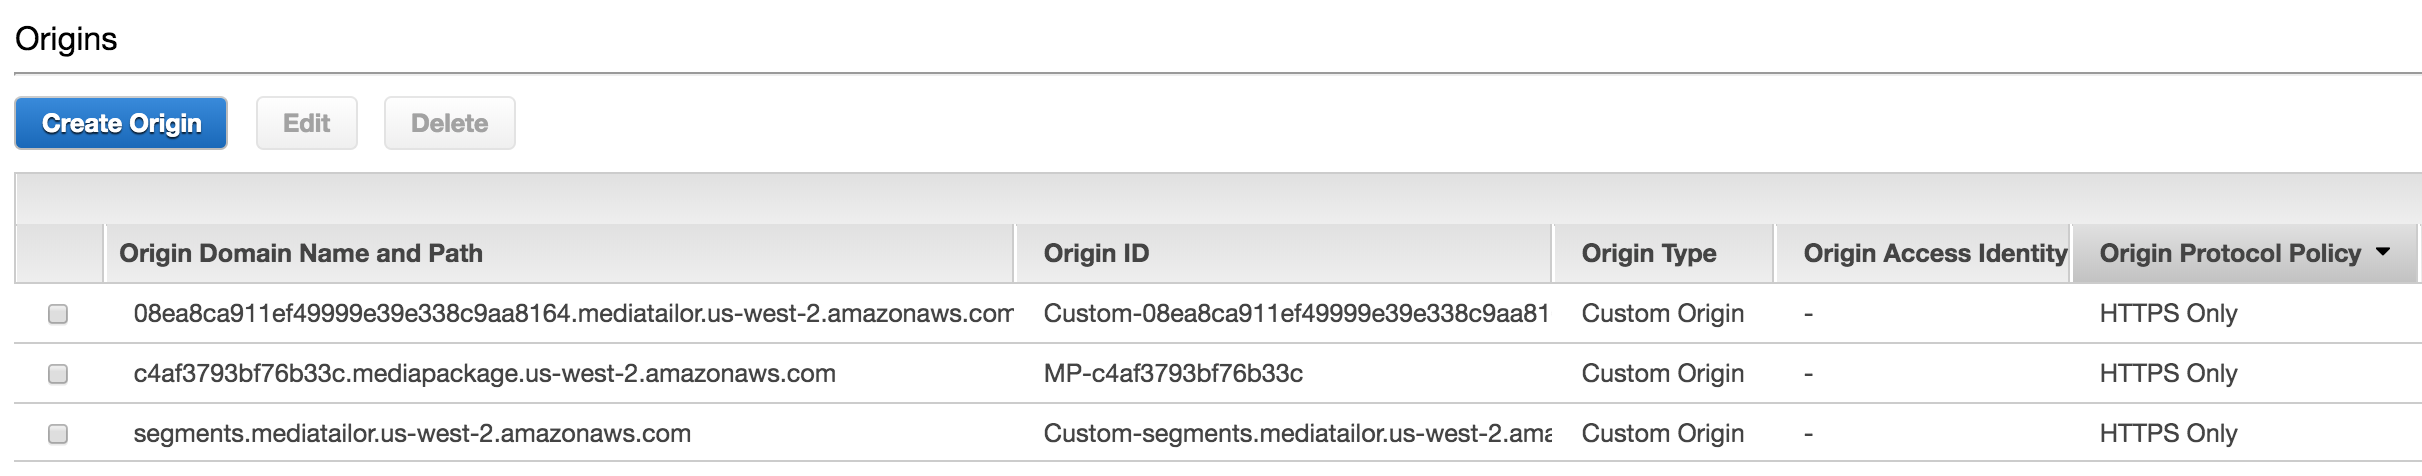 Origins
Create Origin Edit Delete
Origin Domain Name and Path Origin ID Origin Type Origin Access Identity Origin Protocol Policy
08ea8ca911ef49999e39e338c9aa8164.mediatailor.us-west-2.amazonaws.com Custom-08ea8ca911ef49999e39e338c9aa81 Custom Origin - HTTPS Only
c4af3793bf76b33c.mediapackage.us-west-2.amazonaws.com MP-c4af3793bf76b33c Custom Origin - HTTPS Only
segments.mediatailor.us-west-2.amazonaws.com Custom-segments.mediatailor.us-west-2.ama Custom Origin - HTTPS Only